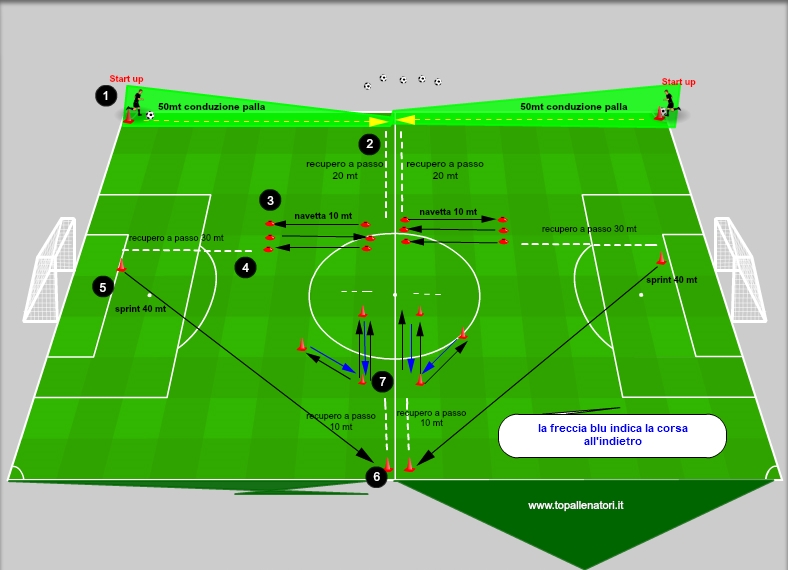 Start up
Start up
1
50mt conduzione palla
50mt conduzione palla
2
recupero a passo
20 mt
recupero a passo
20 mt
3
navetta 10 mt
navetta 10 mt
recupero a passo 30 mt
recupero a passo 30 mt
4
5
sprint 40 mt
sprint 40 mt
7
recupero a passo
10 mt
recupero a passo
10 mt
la freccia blu indica la corsa
all'indietro
6
www.topallenatori.it